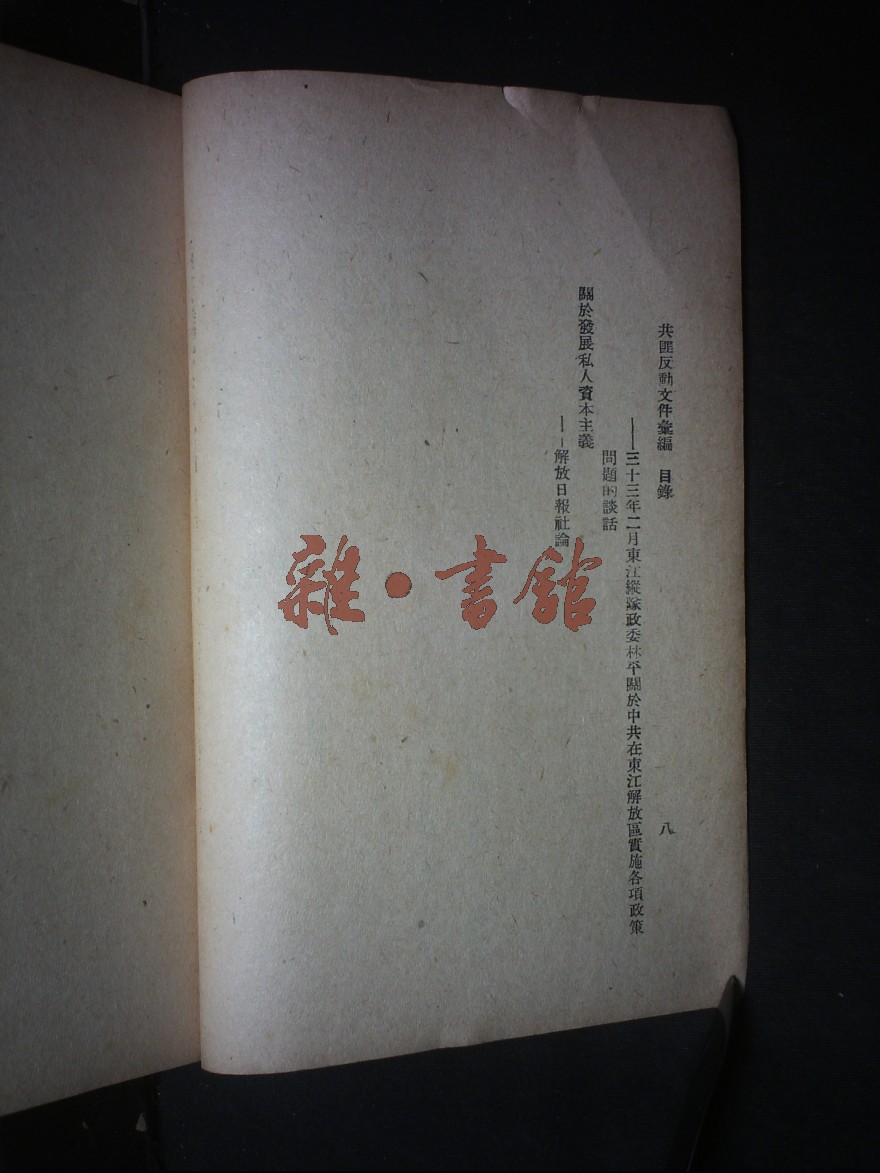 共匪反動文件彙編　目錄　八
——三十三年二月東江縱隊政委林平關於中共在東江解放區實施各項政策
問題的談話
關於發展私人資本主義
——解放日報社論
雜·書館